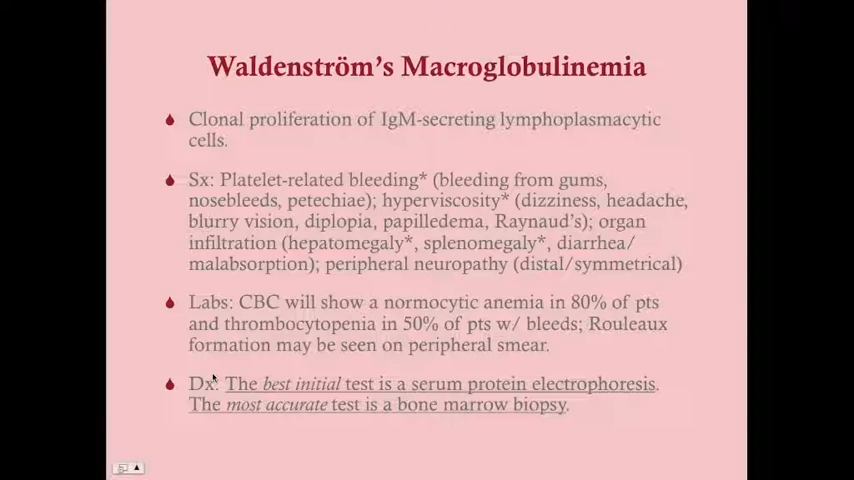 Waldenström's Macroglobulinemia
Clonal proliferation of IgM-secreting lymphoplasmacytic
cells.
Sx: Platelet-related bleeding* (bleeding from gums,
nosebleeds, petechiae); hyperviscosity* (dizziness, headache,
blurry vision, diplopia, papilledema, Raynaud's); organ
infiltration (hepatomegaly*, splenomegaly*, diarrhea/
malabsorption); peripheral neuropathy (distal/symmetrical)
Labs: CBC will show a normocytic anemia in 80% of pts
and thrombocytopenia in 50% of pts w/ bleeds; Rouleaux
formation may be seen on peripheral smear.
Dx: The best initial test is a serum protein electrophoresis.
The most accurate test is a bone marrow biopsy.